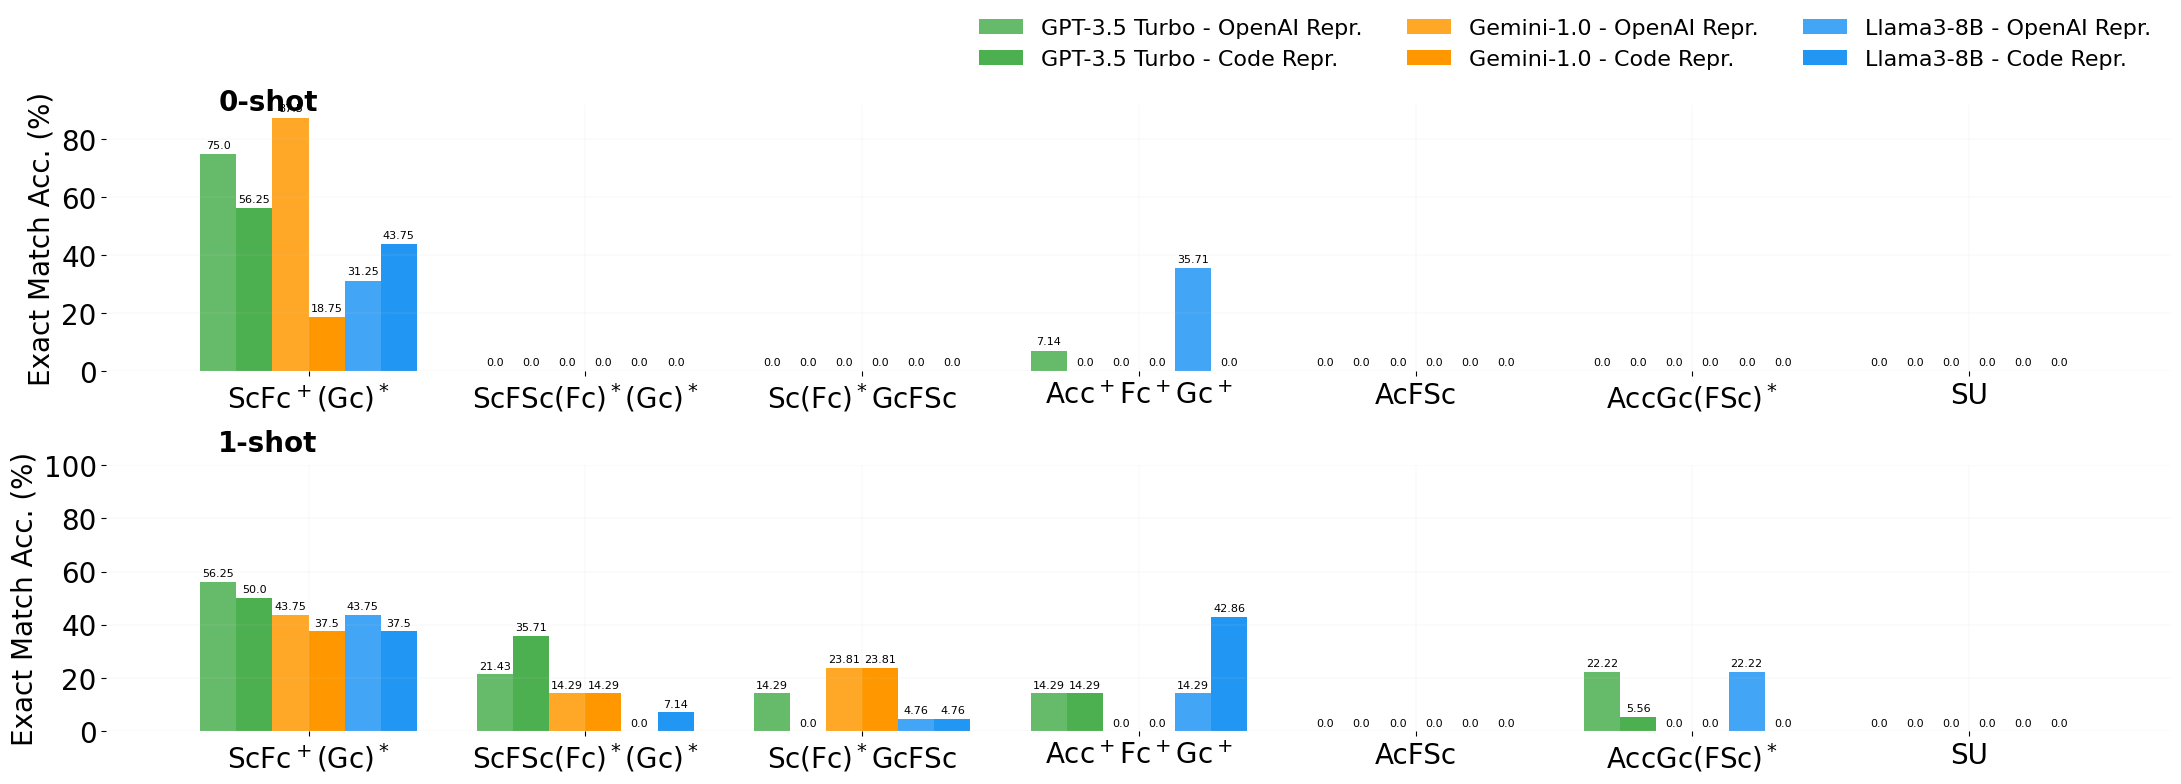 GPT-3.5 Turbo - OpenAI Repr. Gemini-1.0 - OpenAI Repr. Llama3-8B - OpenAI Repr.
GPT-3.5 Turbo - Code Repr. Gemini-1.0 - Code Repr. Llama3-8B - Code Repr.
0-shot
Exact Match Acc. (%)
80
60
40
20
0
75.0 56.25 18.75 31.25 43.75
0.0 0.0 0.0 0.0 0.0 0.0
0.0 0.0 0.0 0.0 0.0 0.0
7.14 0.0 0.0 0.0 35.71 0.0
0.0 0.0 0.0 0.0 0.0 0.0
0.0 0.0 0.0 0.0 0.0 0.0
0.0 0.0 0.0 0.0 0.0 0.0
ScFc⁺(Gc)* ScFSc(Fc)*(Gc)* Sc(Fc)*GcFSc Acc⁺Fc⁺Gc⁺ AcFSc AccGc(FSc)* SU
1-shot
Exact Match Acc. (%)
100
80
60
40
20
0
56.25 50.0 43.75 37.5 43.75 37.5
21.43 35.71 14.29 14.29 0.0 7.14
14.29 0.0 23.81 23.81 4.76 4.76
14.29 14.29 0.0 0.0 14.29 42.86
0.0 0.0 0.0 0.0 0.0 0.0
22.22 5.56 0.0 0.0 22.22 0.0
0.0 0.0 0.0 0.0 0.0 0.0
ScFc⁺(Gc)* ScFSc(Fc)*(Gc)* Sc(Fc)*GcFSc Acc⁺Fc⁺Gc⁺ AcFSc AccGc(FSc)* SU